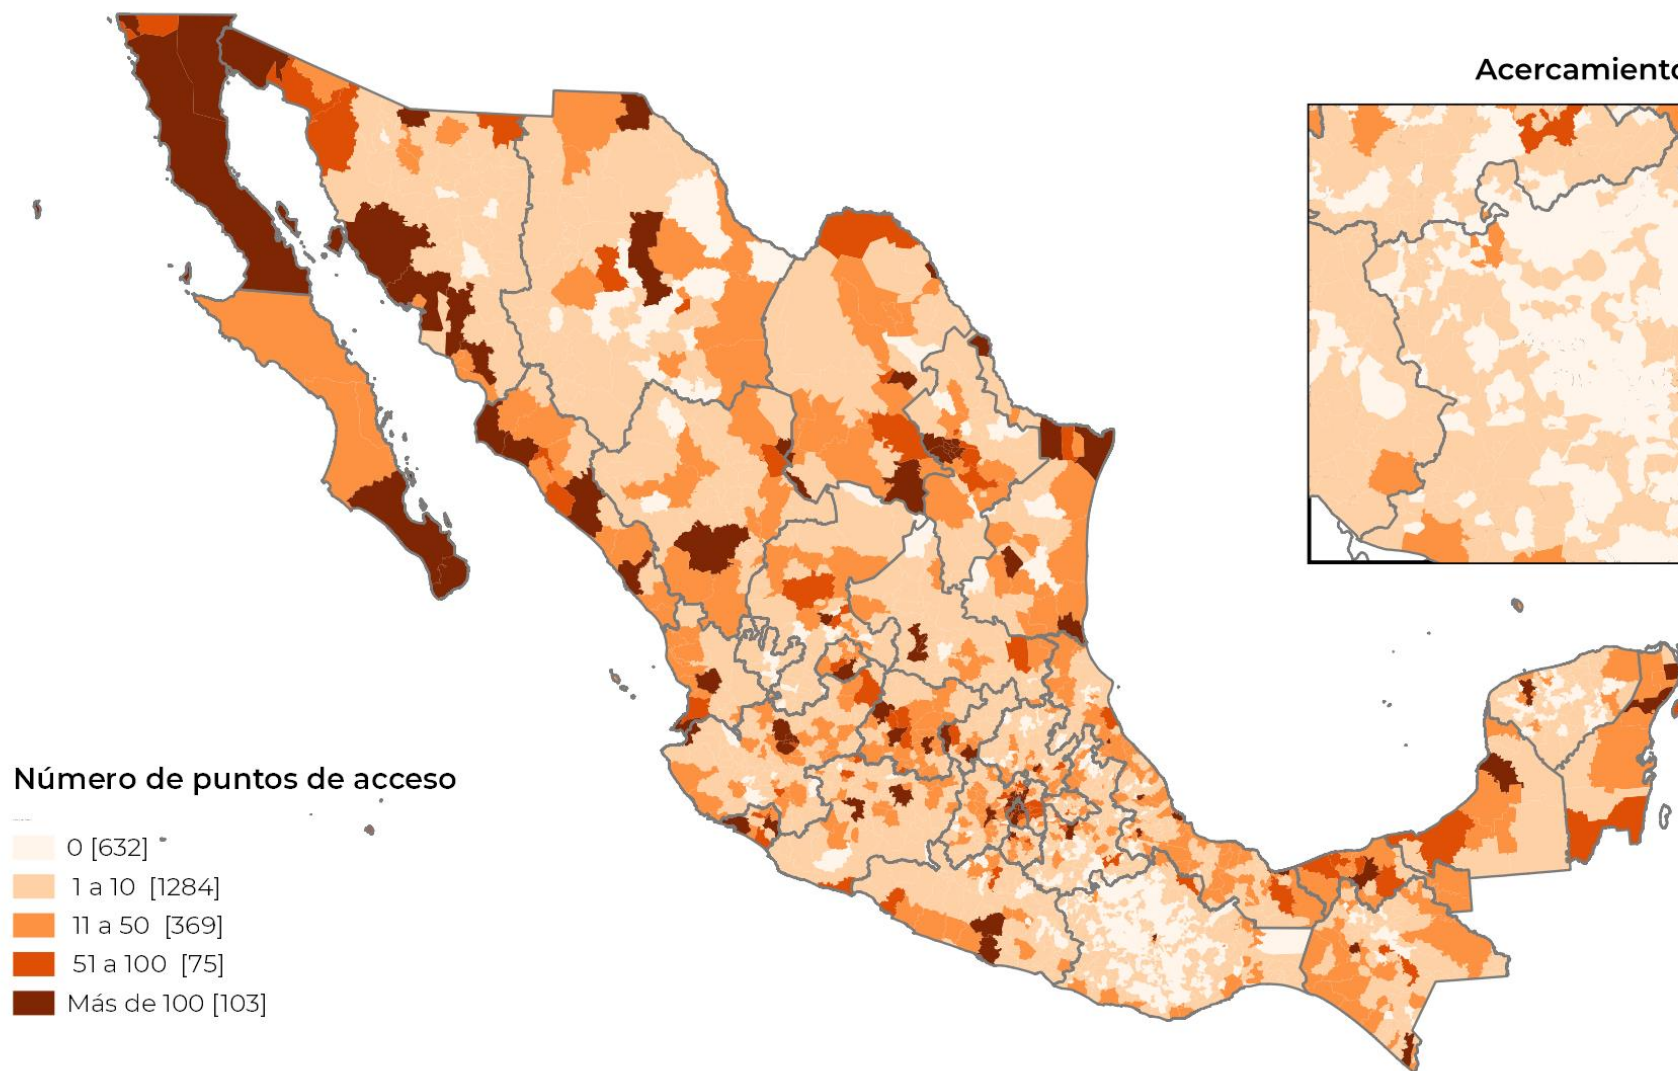 Acercamiento
Número de puntos de acceso
0 [632]
1 a 10 [1284]
11 a 50 [369]
51 a 100 [75]
Más de 100 [103]